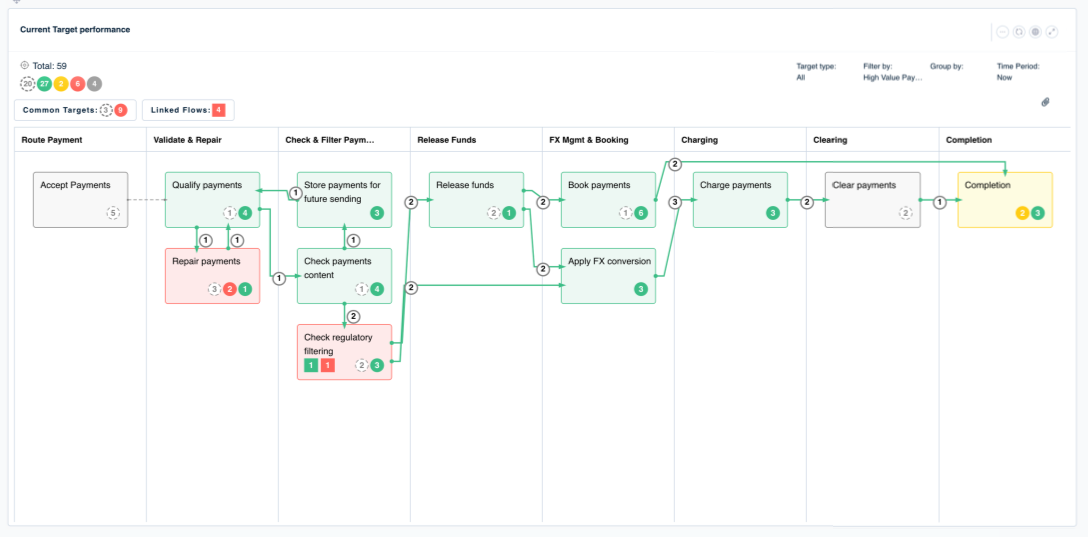 Current Target performance
Total: 59
20 27 2 6 4
Target type: Filter by: Group by: Time Period:
All High Value Pay... Now
Common Targets: 3 9 Linked Flows: 4
Route Payment Validate & Repair Check & Filter Paym... Release Funds FX Mgmt & Booking Charging Clearing Completion
Accept Payments
5
Qualify payments
1 4
1 1
Repair payments
3 2 1
1
Store payments for
future sending
3
1
1
Check payments
content
1 4
2
Check regulatory
filtering
1 1 2 3
2
2
Release funds
2 1
2
2
Book payments
1 6
Apply FX conversion
3
2
3
Charge payments
3
2
Clear payments
2
1
Completion
2 3